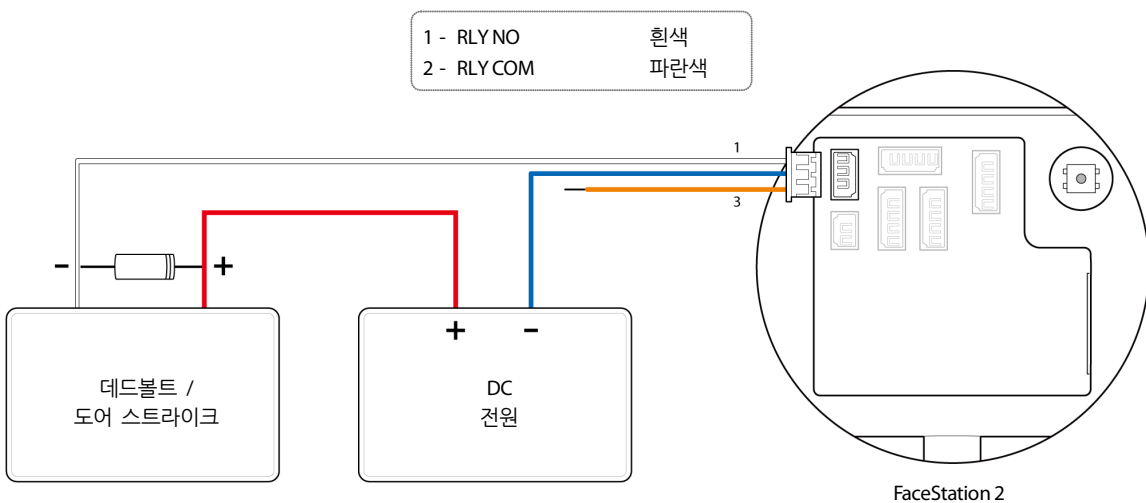 1 - RLY NO 흰색
2 - RLY COM 파란색
1
3
- +
+ -
데드볼트 /
도어 스트라이크
DC
전원
FaceStation 2